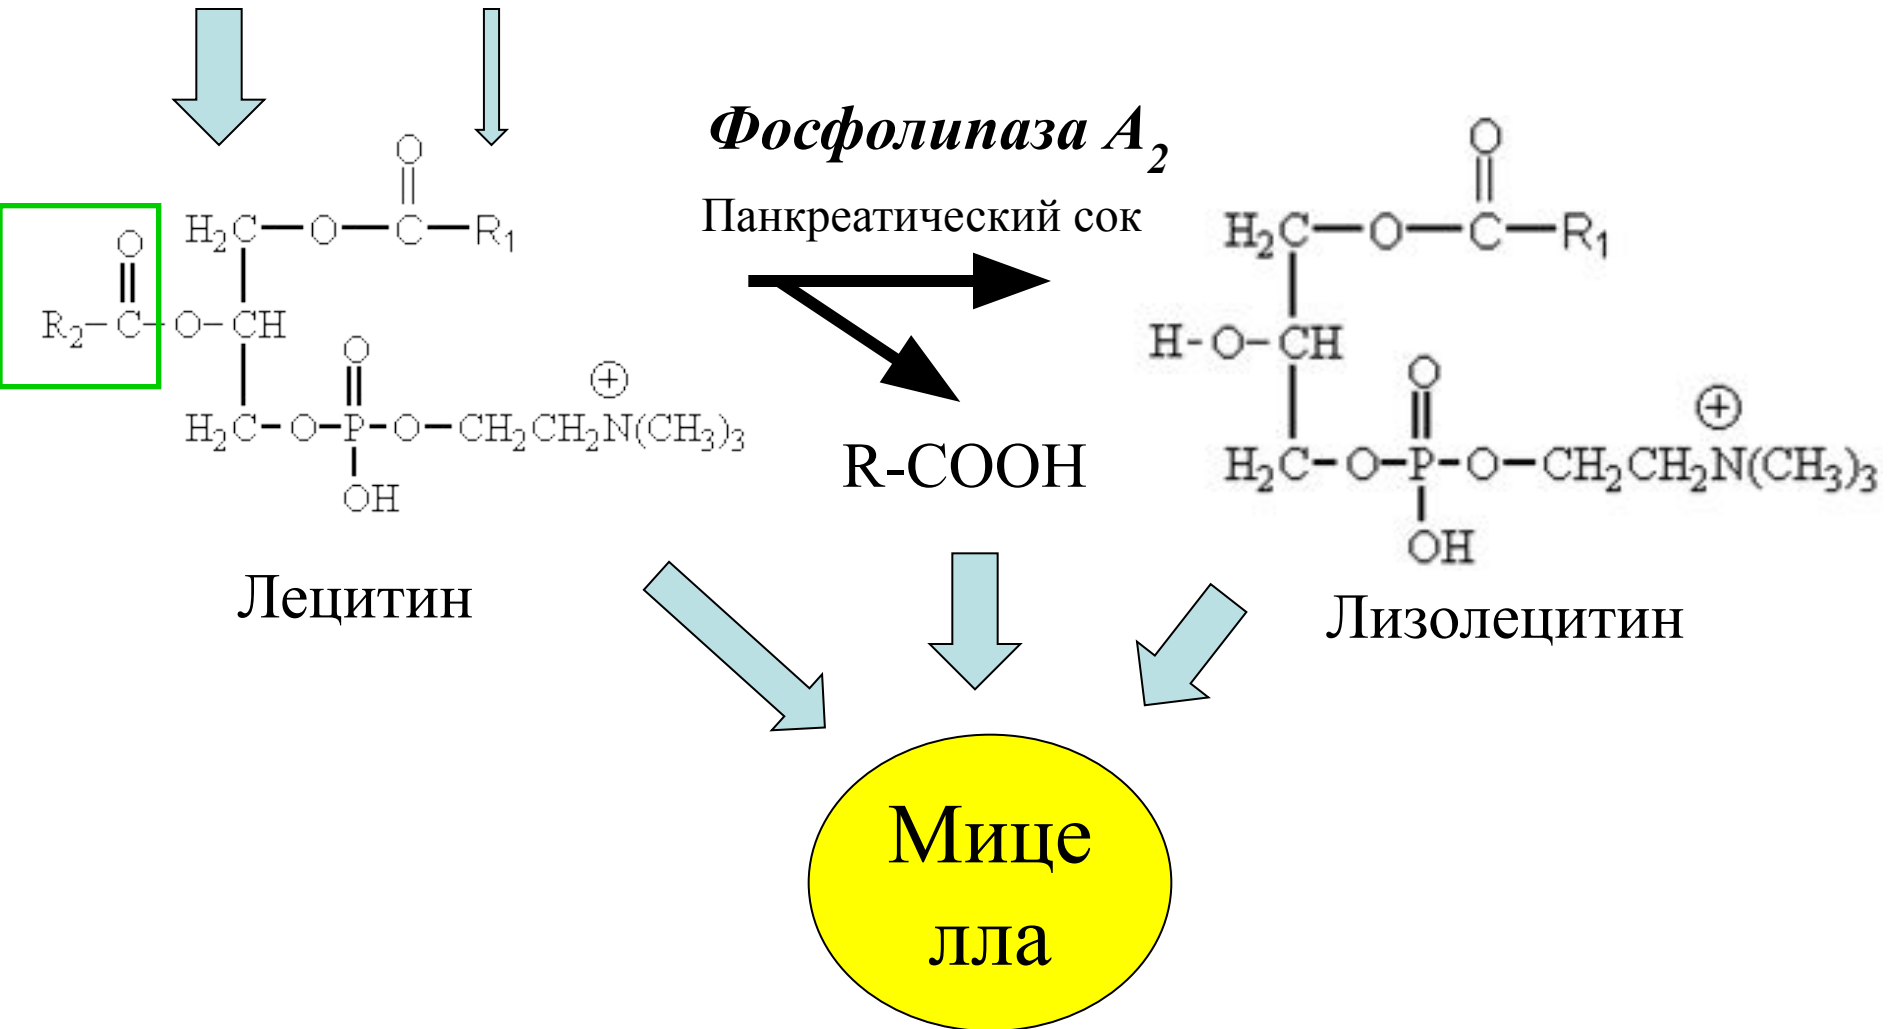 Фосфолипаза А2
Панкреатический сок
O
H2C—O—C—R1
O
R2—C—O—CH
O
⊕
H2C—O—P—O—CH2CH2N(CH3)3
OH
Лецитин
R-COOH
O
H2C—O—C—R1
H-O—CH
O
⊕
H2C—O—P—O—CH2CH2N(CH3)3
OH
Лизолецитин
Мице
лла